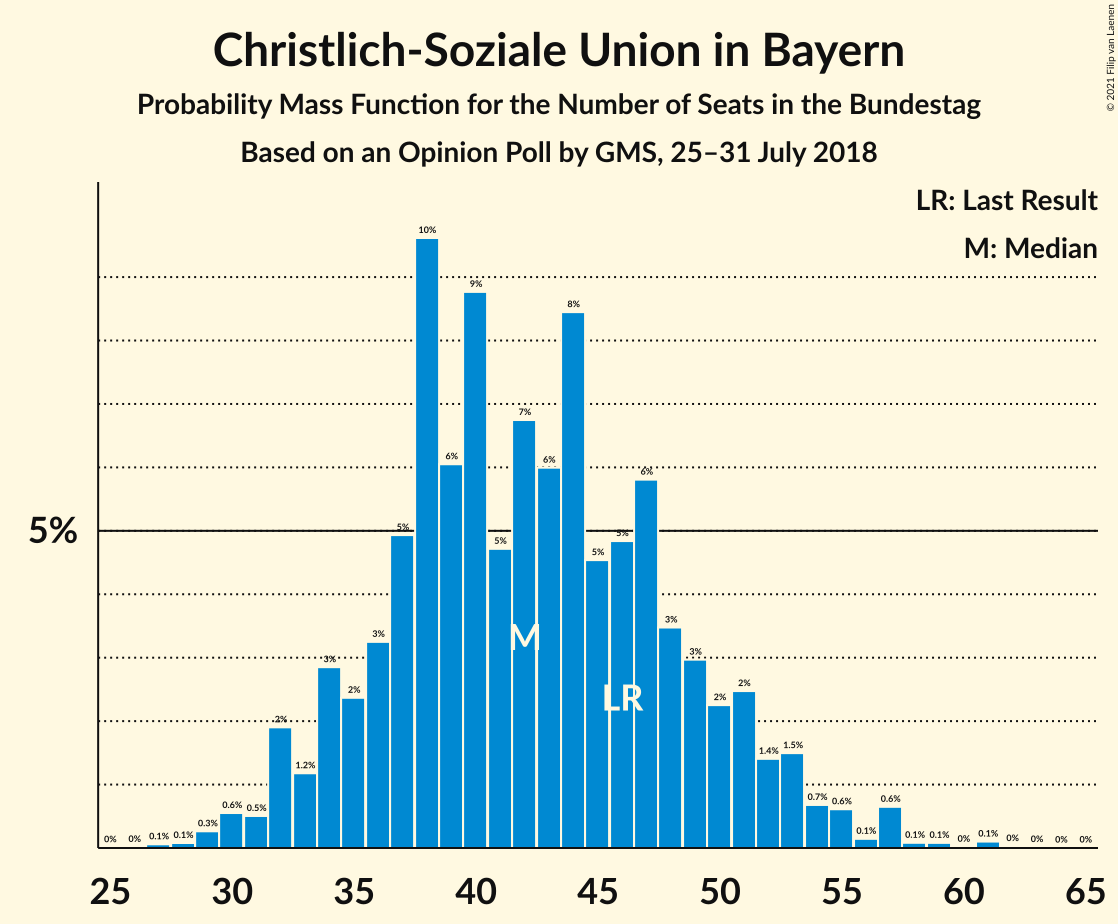 Christlich-Soziale Union in Bayern
Probability Mass Function for the Number of Seats in the Bundestag
Based on an Opinion Poll by GMS, 25–31 July 2018
© 2021 Filip van Laenen
LR: Last Result
M: Median
5%
0% 0% 0.1% 0.1% 0.3% 0.6% 0.5% 2% 1.2% 3% 2% 3% 5% 10% 6% 9% 5% 7% 6% 8% 5% 5% 6% 3% 3% 2% 2% 1.4% 1.5% 0.7% 0.6% 0.1% 0.6% 0.1% 0.1% 0% 0.1% 0% 0% 0% 0%
M
LR
25 30 35 40 45 50 55 60 65